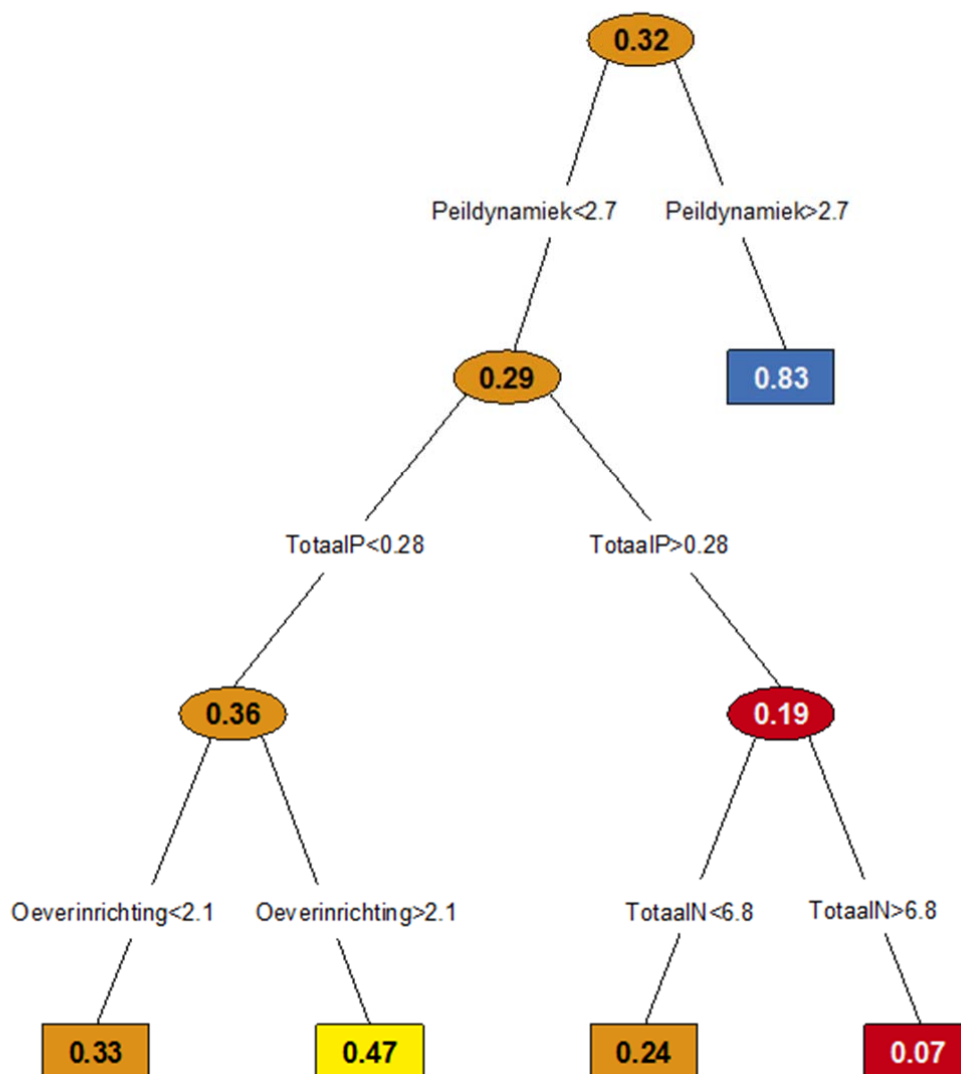 0.32
Peildynamiek<2.7 Peildynamiek>2.7
0.29 0.83
TotaalP<0.28 TotaalP>0.28
0.36 0.19
Oeverinrichting<2.1 Oeverinrichting>2.1 TotaalN<6.8 TotaalN>6.8
0.33 0.47 0.24 0.07